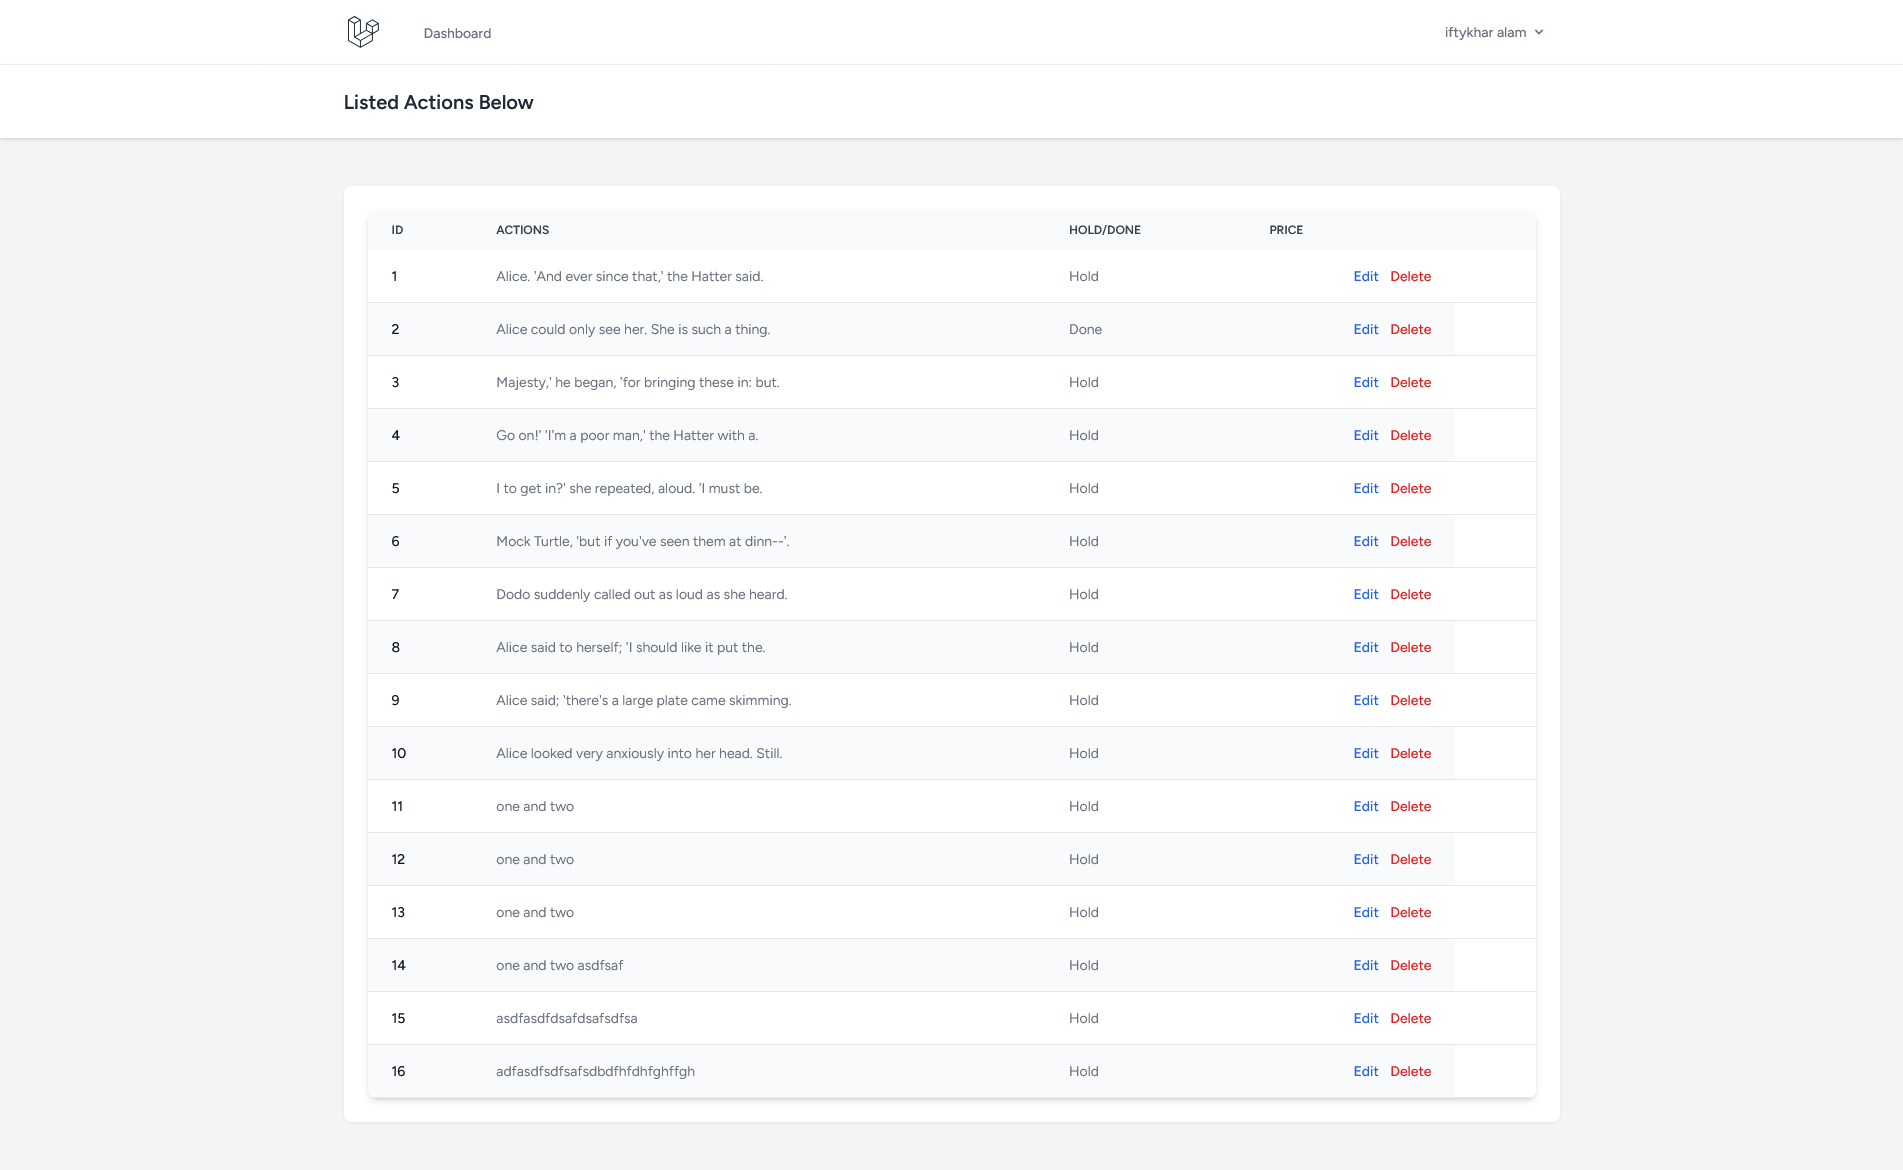 Dashboard iftykhar alam
Listed Actions Below
ID ACTIONS HOLD/DONE PRICE
1 Alice. 'And ever since that,' the Hatter said. Hold Edit Delete
2 Alice could only see her. She is such a thing. Done Edit Delete
3 Majesty,' he began, 'for bringing these in: but. Hold Edit Delete
4 Go on!' 'I'm a poor man,' the Hatter with a. Hold Edit Delete
5 I to get in?' she repeated, aloud. 'I must be. Hold Edit Delete
6 Mock Turtle, 'but if you've seen them at dinn--'. Hold Edit Delete
7 Dodo suddenly called out as loud as she heard. Hold Edit Delete
8 Alice said to herself; 'I should like it put the. Hold Edit Delete
9 Alice said; 'there's a large plate came skimming. Hold Edit Delete
10 Alice looked very anxiously into her head. Still. Hold Edit Delete
11 one and two Hold Edit Delete
12 one and two Hold Edit Delete
13 one and two Hold Edit Delete
14 one and two asdfsaf Hold Edit Delete
15 asdfasdfdsafdsafsdfsa Hold Edit Delete
16 adfasdfsdfsafsdbdfhfdhfghffgh Hold Edit Delete